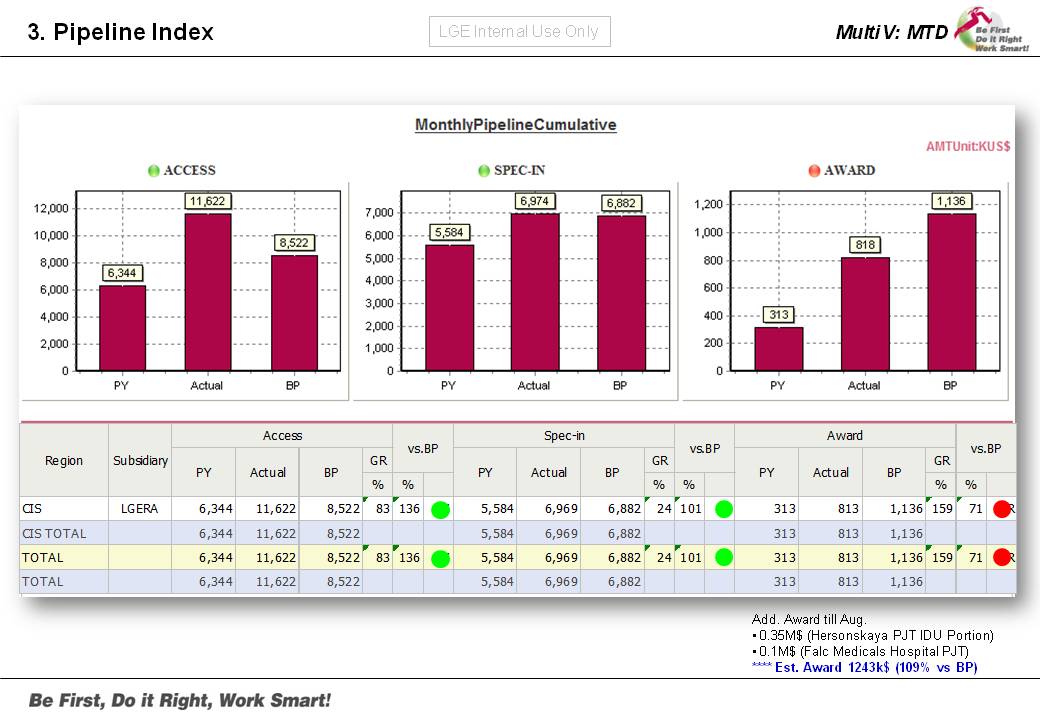 3. Pipeline Index
LGE Internal Use Only
Multi V: MTD
Be First
Do it Right
Work Smart!
MonthlyPipelineCumulative
AMTUnit:KUS$
ACCESS
12,000
10,000
8,000
6,000
4,000
2,000
0
6,344
11,622
8,522
PY Actual BP
SPEC-IN
7,000
6,000
5,000
4,000
3,000
2,000
1,000
0
5,584
6,974
6,882
PY Actual BP
AWARD
1,200
1,000
800
600
400
200
0
313
818
1,136
PY Actual BP
Region Subsidiary Access vs.BP Spec-in vs.BP Award vs.BP
PY Actual BP GR PY Actual BP GR PY Actual BP GR
% % % % % %
CIS LGERA 6,344 11,622 8,522 83 136 5,584 6,969 6,882 24 101 313 813 1,136 159 71 R
CIS TOTAL 6,344 11,622 8,522 5,584 6,969 6,882 313 813 1,136
TOTAL 6,344 11,622 8,522 83 136 5,584 6,969 6,882 24 101 313 813 1,136 159 71 R
TOTAL 6,344 11,622 8,522 5,584 6,969 6,882 313 813 1,136
Add. Award till Aug.
• 0.35M$ (Hersonskaya PJT IDU Portion)
• 0.1M$ (Falc Medicals Hospital PJT)
**** Est. Award 1243k$ (109% vs BP)
Be First, Do it Right, Work Smart!